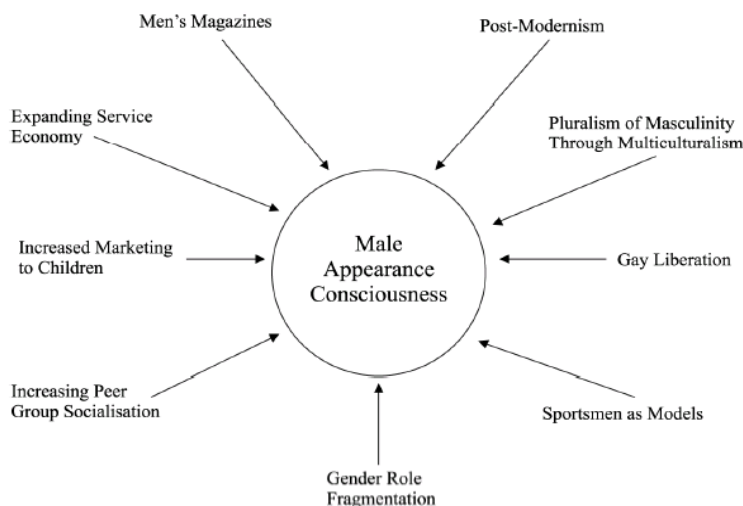 Men's Magazines
Post-Modernism
Expanding Service
Economy
Pluralism of Masculinity
Through Multiculturalism
Male
Appearance
Consciousness
Increased Marketing
to Children
Gay Liberation
Increasing Peer
Group Socialisation
Sportsmen as Models
Gender Role
Fragmentation